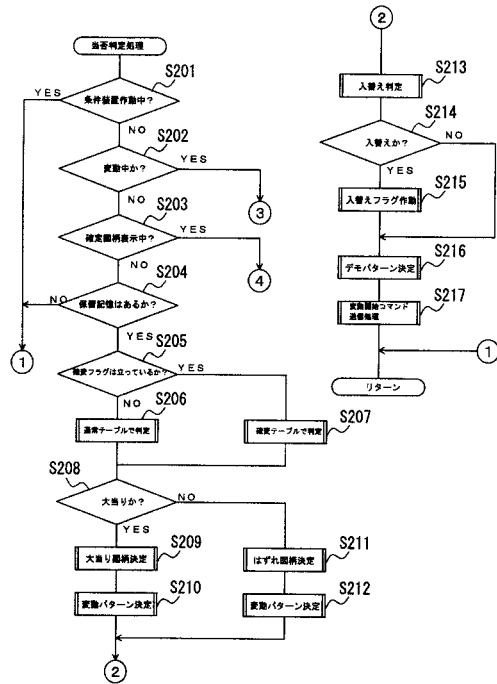 当否判定処理
S201
条件装置作動中？
YES
NO
S202
変動中か？
YES
NO
③
S203
確定図柄表示中？
YES
NO
④
S204
保留記憶はあるか？
NO
YES
①
S205
確変フラグは立っているか？
YES
NO
S206
通常テーブルで判定
S207
確変テーブルで判定
S208
大当りか？
NO
YES
S209
大当り図柄決定
S210
変動パターン決定
S211
はずれ図柄決定
S212
変動パターン決定
②
②
S213
入替え判定
S214
入替えか？
NO
YES
S215
入替えフラグ作動
S216
デモパターン決定
S217
変動開始コマンド
送信処理
①
リターン